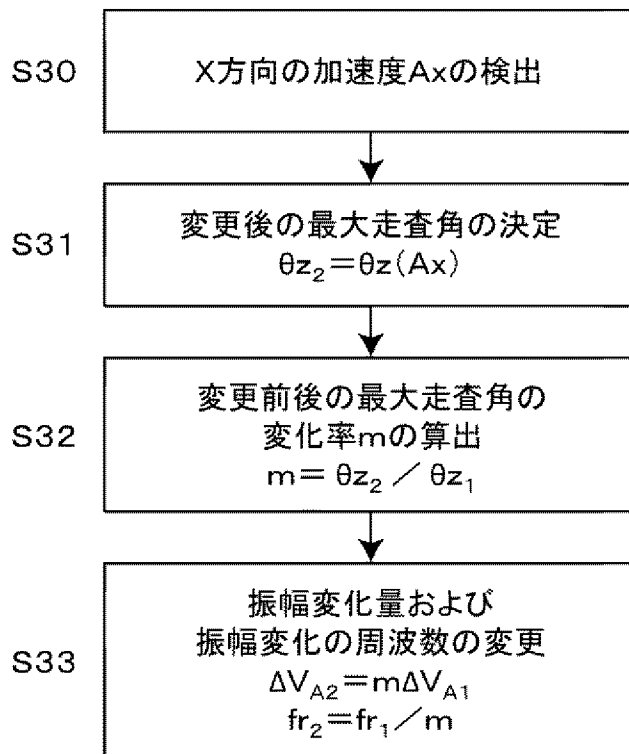 S30
X方向の加速度Axの検出
S31
変更後の最大走査角の決定
θz₂＝θz(Ax)
S32
変更前後の最大走査角の
変化率mの算出
m＝ θz₂ ／ θz₁
S33
振幅変化量および
振幅変化の周波数の変更
ΔV_A2＝mΔV_A1
fr₂＝fr₁／m